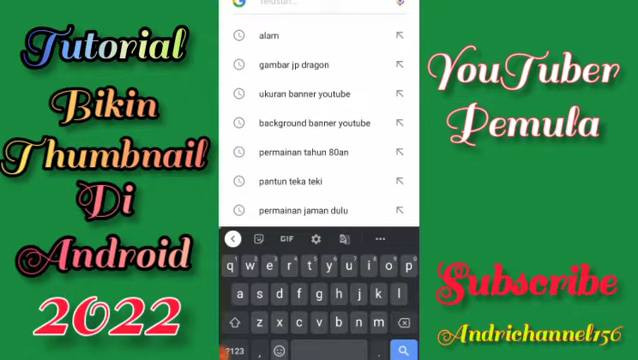 Tutorial
Bikin
Thumbnail
Di
Android
2022
Telusuri
alam
gambar jp dragon
ukuran banner youtube
background banner youtube
permainan tahun 80an
pantun teka teki
permainan jaman dulu
GIF
q w e r t y u i o p
a s d f g h j k l
z x c v b n m
?123 , .
YouTuber
Pemula
Subscribe
@Andrichannel156